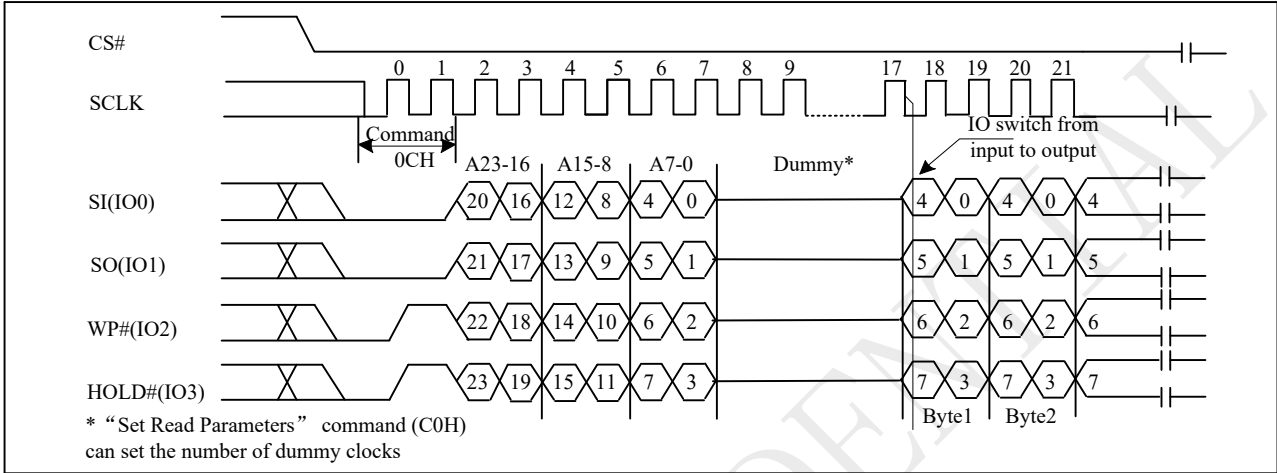 CS#
0 1 2 3 4 5 6 7 8 9 17 18 19 20 21
SCLK
Command
0CH
IO switch from
input to output
A23-16 A15-8 A7-0 Dummy*
SI(IO0) 20 16 12 8 4 0 4 0 4 0 4
SO(IO1) 21 17 13 9 5 1 5 1 5 1 5
WP#(IO2) 22 18 14 10 6 2 6 2 6 2 6
HOLD#(IO3) 23 19 15 11 7 3 7 3 7 3 7
Byte1 Byte2
* “Set Read Parameters” command (C0H)
can set the number of dummy clocks